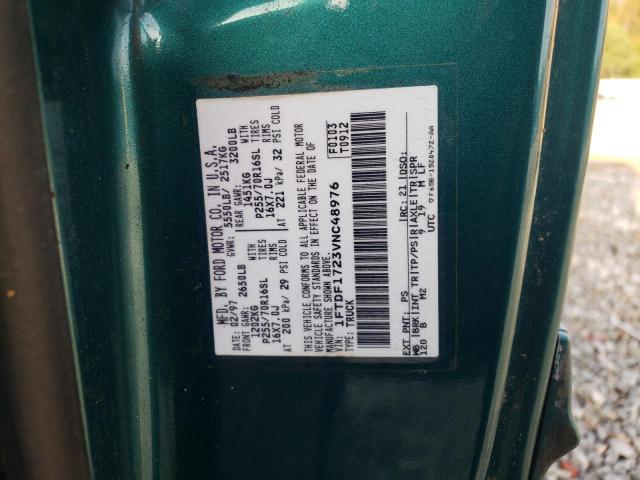 MFD. BY FORD MOTOR CO. IN U.S.A.
DATE: 02/97 GVWR: 5550LB/ 2517KG
FRONT GAWR: 2650LB REAR GAWR: 3200LB
1202KG 1451KG WITH
P255/70R16SL P255/70R16SL TIRES
16X7.0J 16X7.0J RIMS
AT 200 kPa/ 29 PSI COLD AT 221 kPa/ 32 PSI COLD
THIS VEHICLE CONFORMS TO ALL APPLICABLE FEDERAL MOTOR
VEHICLE SAFETY STANDARDS IN EFFECT ON THE DATE OF
MANUFACTURE SHOWN ABOVE.
VIN: 1FTDF1723VNC48976
TYPE: TRUCK
F0103
T0912
EXT PNT: PS RC: 21 DSO:
WB BRK INT TR TP/PS R AXLE TR SPR
120 B M2 9 19 M IF
UTC